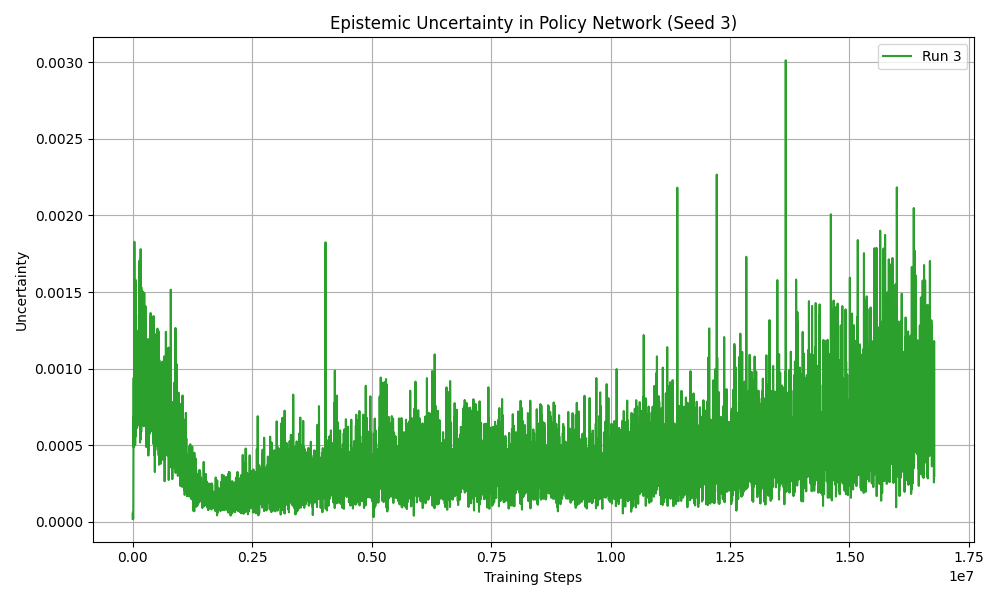 Epistemic Uncertainty in Policy Network (Seed 3)
Run 3
Uncertainty
0.0030
0.0025
0.0020
0.0015
0.0010
0.0005
0.0000
0.00 0.25 0.50 0.75 1.00 1.25 1.50 1.75
1e7
Training Steps